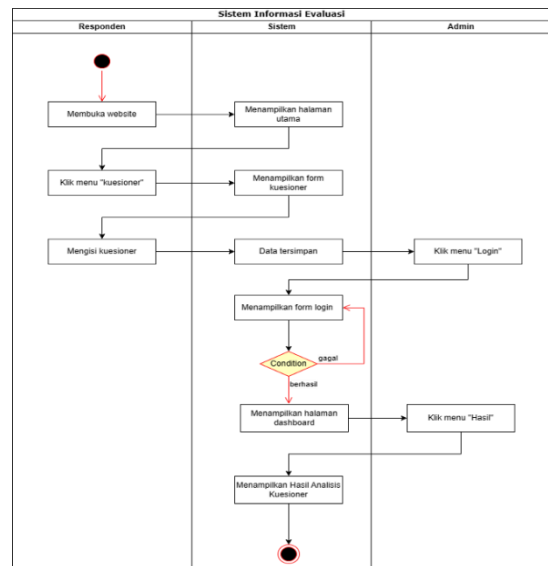 Sistem Informasi Evaluasi
Responden
Sistem
Admin
Membuka website
Menampilkan halaman
utama
Klik menu "kuesioner"
Menampilkan form
kuesioner
Mengisi kuesioner
Data tersimpan
Klik menu "Login"
Menampilkan form login
Condition
gagal
berhasil
Menampilkan halaman
dashboard
Klik menu "Hasil"
Menampilkan Hasil Analisis
Kuesioner